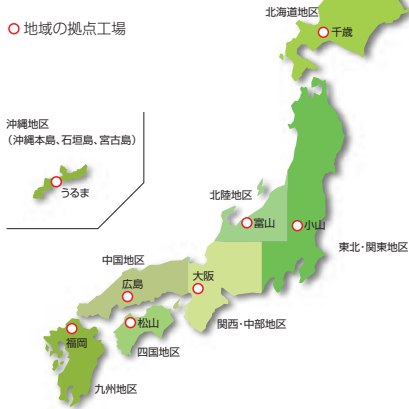 北海道地区
千歳
地域の拠点工場
沖縄地区
（沖縄本島、石垣島、宮古島）
うるま
北陸地区
富山
小山
東北・関東地区
中国地区
広島
大阪
松山
関西・中部地区
福岡
四国地区
九州地区